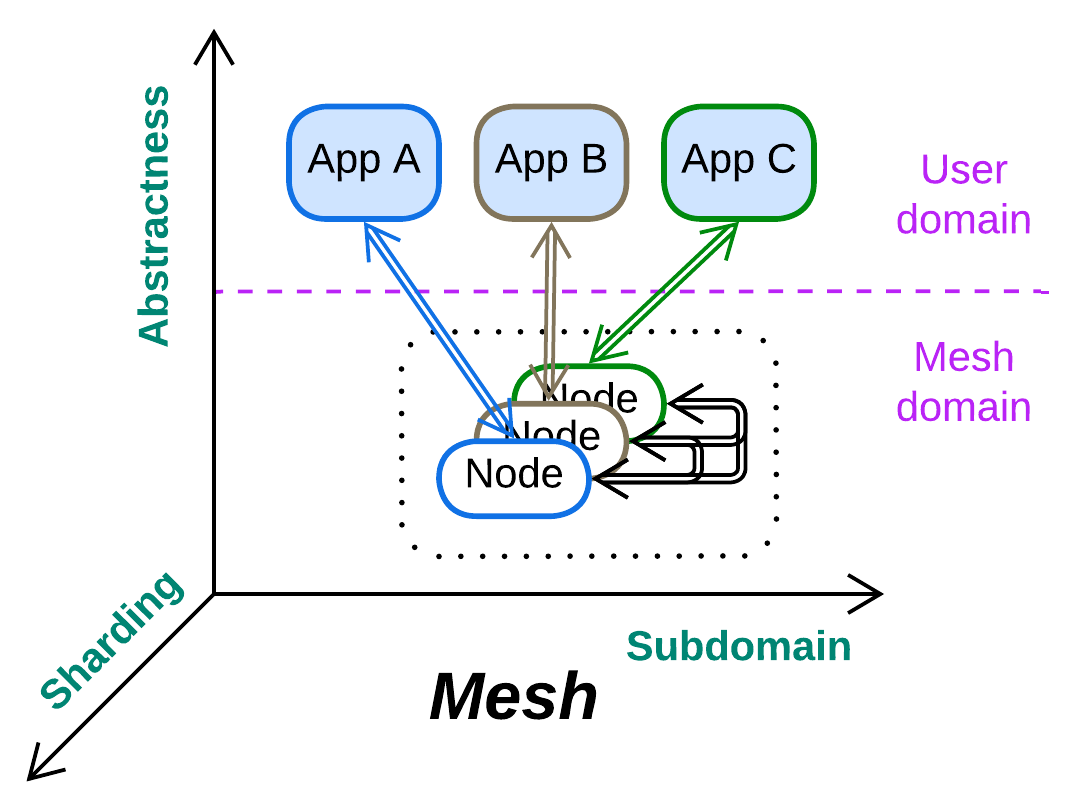 Abstractness
App A
App B
App C
User
domain
Mesh
domain
Node
Node
Node
Sharding
Subdomain
Mesh